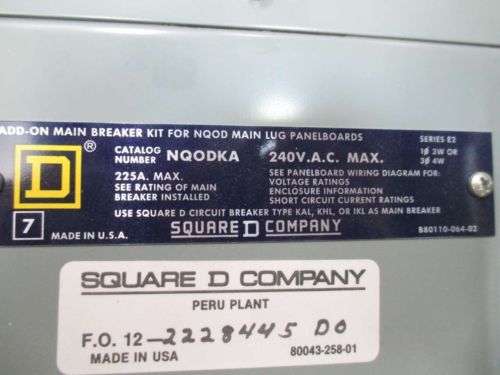 ADD-ON MAIN BREAKER KIT FOR NQOD MAIN LUG PANELBOARDS
SERIES E2
D ®
CATALOG NUMBER NQODKA
240V.A.C. MAX.
1Ø 3W OR
3Ø 4W
225A. MAX.
SEE RATING OF MAIN
BREAKER INSTALLED
SEE PANELBOARD WIRING DIAGRAM FOR:
VOLTAGE RATINGS
ENCLOSURE INFORMATION
SHORT CIRCUIT CURRENT RATINGS
USE SQUARE D CIRCUIT BREAKER TYPE KAL, KHL, OR IKL AS MAIN BREAKER
7 MADE IN U.S.A.
SQUARE D COMPANY
B80110-064-02
SQUARE D COMPANY
PERU PLANT
F.O. 12-2228445 DO
MADE IN USA 80043-258-01